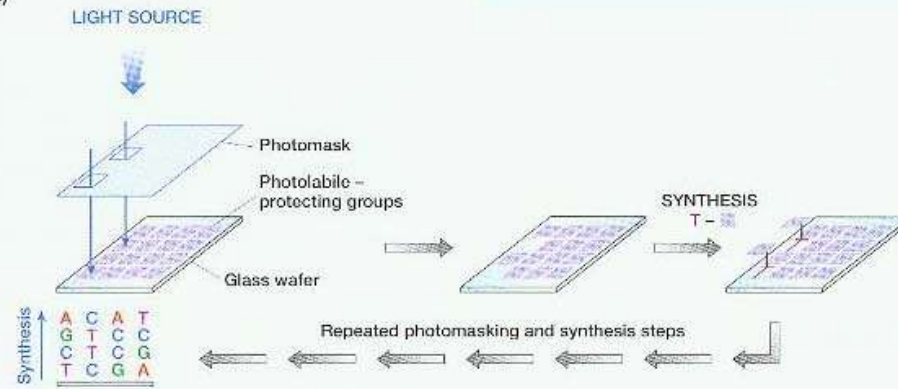 LIGHT SOURCE
Photomask
Photolabile –
protecting groups
Glass wafer
SYNTHESIS
T –
Repeated photomasking and synthesis steps
Synthesis
A C A T
G T C C
C T C G
T C G A